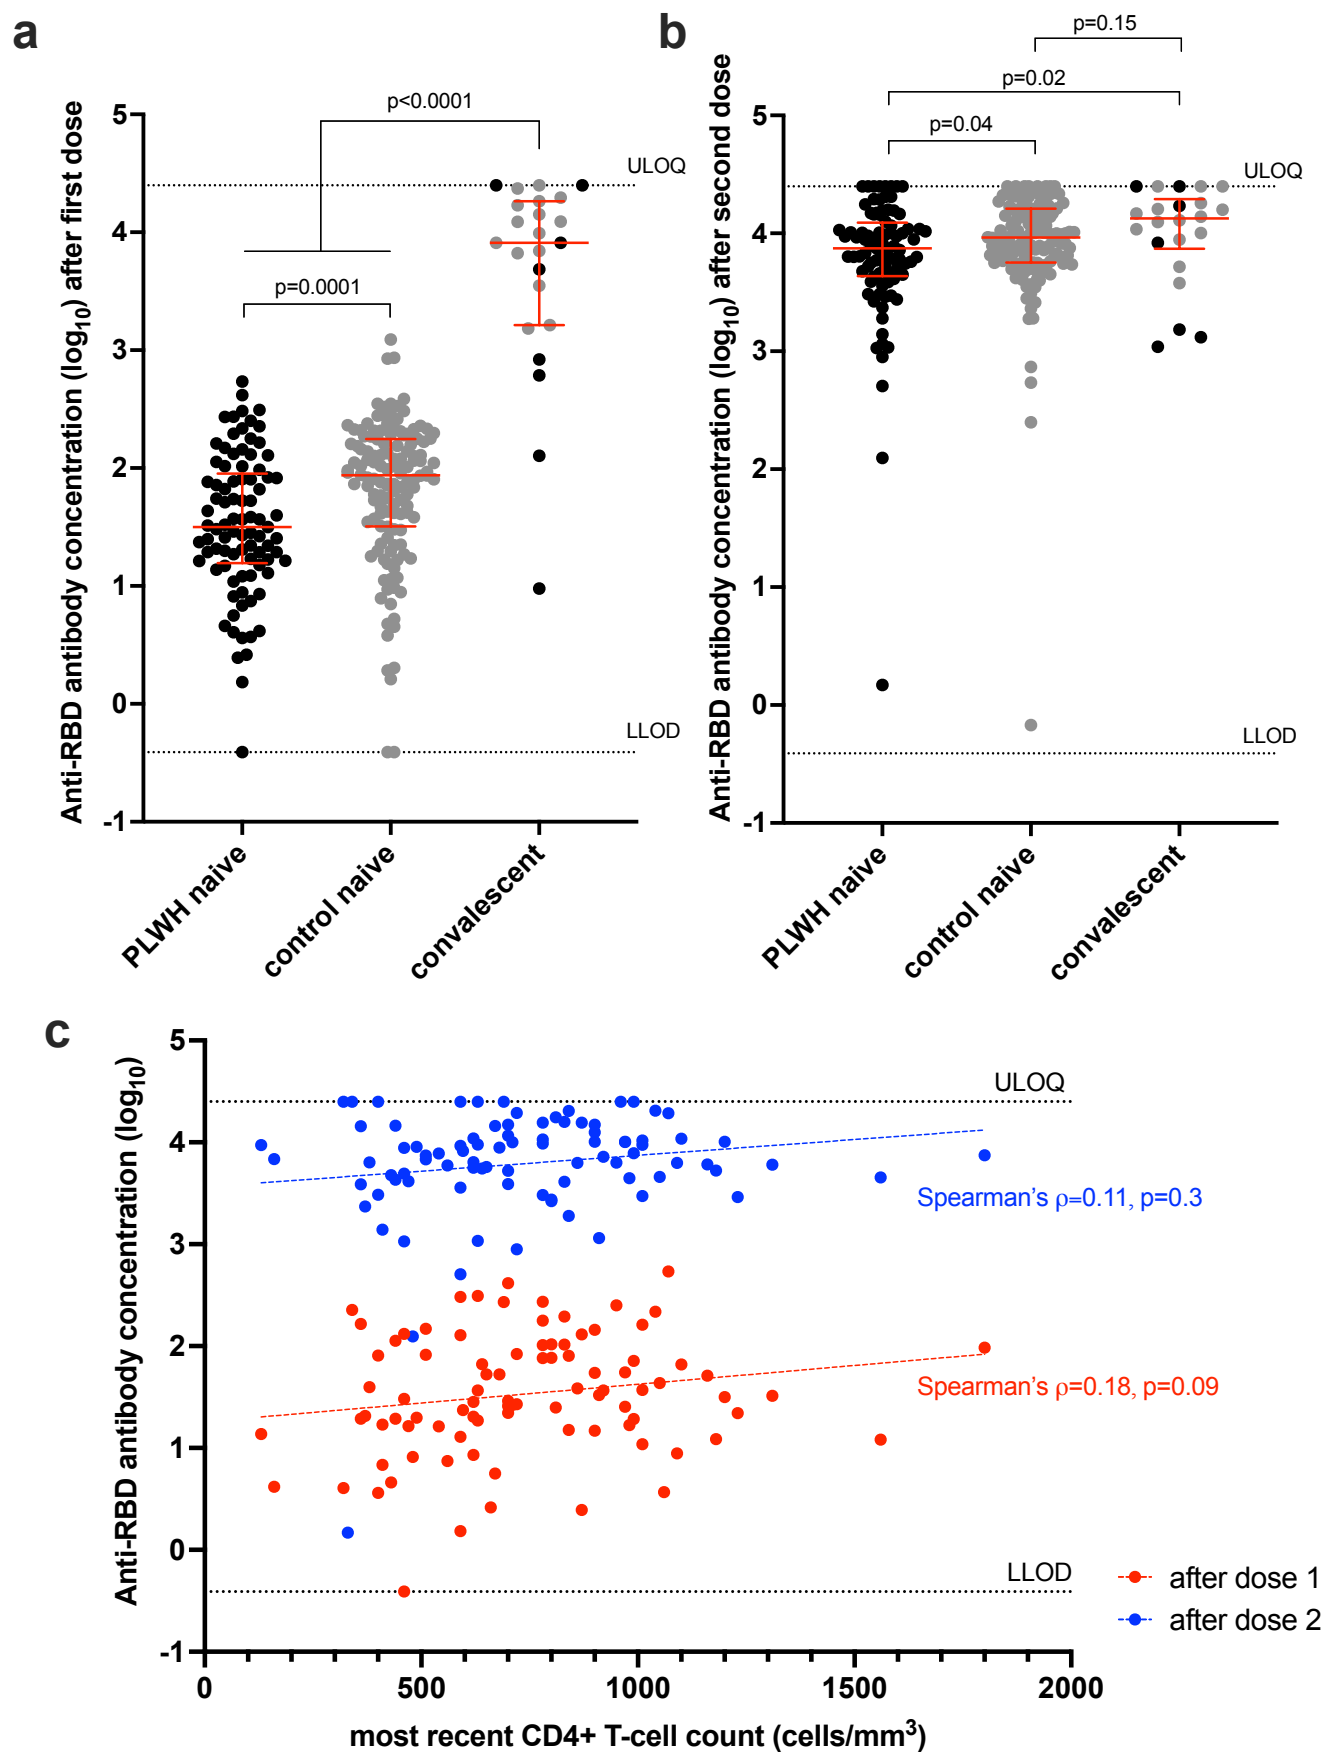 a
Anti-RBD antibody concentration (log10) after first dose
5
4
3
2
1
0
-1
p<0.0001
p=0.0001
ULOQ
LLOD
PLWH naive
control naive
convalescent
b
Anti-RBD antibody concentration (log10) after second dose
5
4
3
2
1
0
-1
p=0.15
p=0.02
p=0.04
ULOQ
LLOD
PLWH naive
control naive
convalescent
c
Anti-RBD antibody concentration (log10)
5
4
3
2
1
0
-1
ULOQ
Spearman's ρ=0.11, p=0.3
Spearman's ρ=0.18, p=0.09
LLOD
after dose 1
after dose 2
0
500
1000
1500
2000
most recent CD4+ T-cell count (cells/mm³)